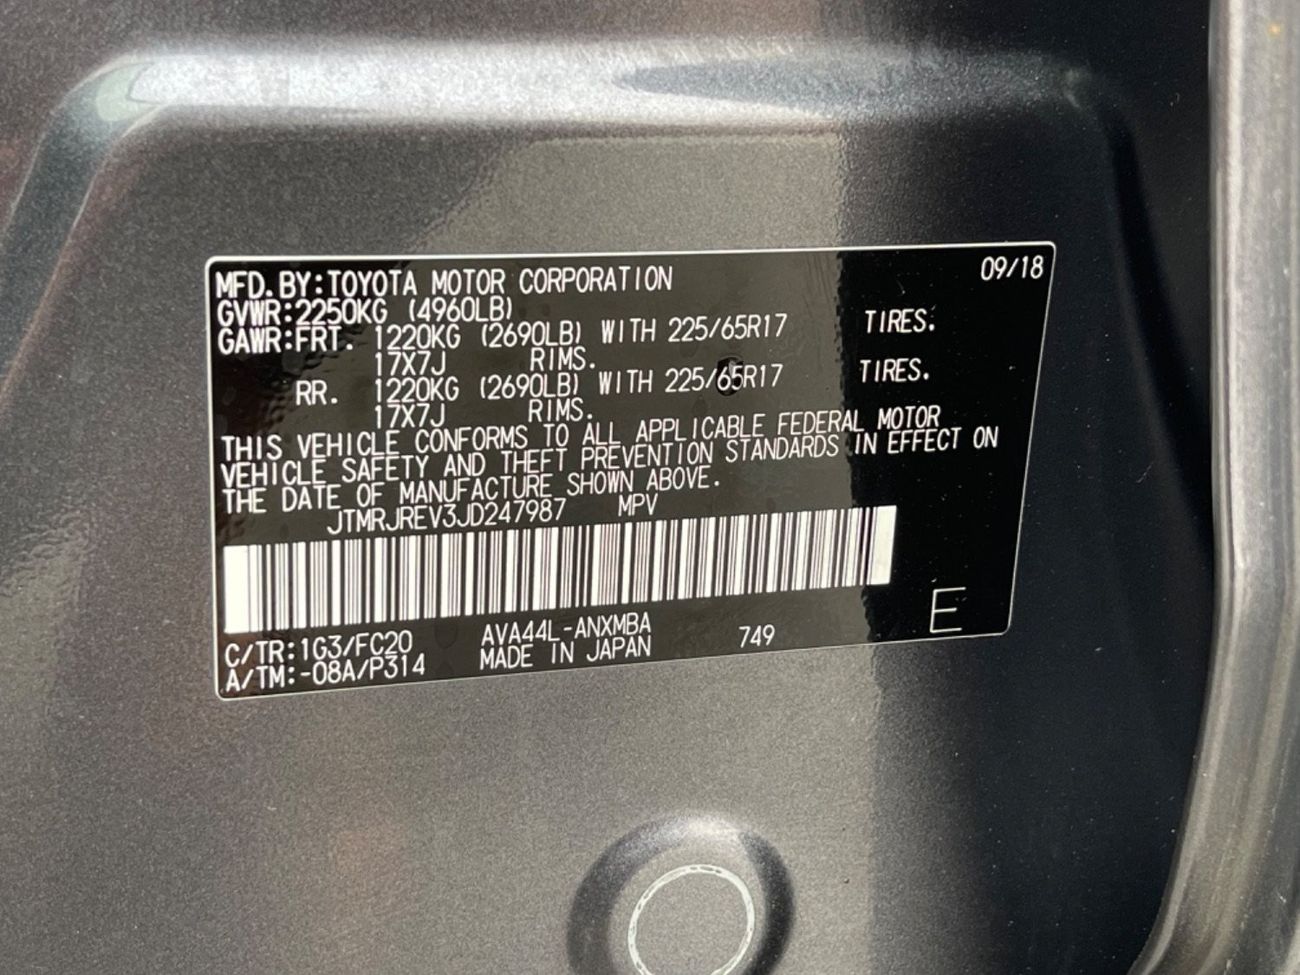 MFD.BY:TOYOTA MOTOR CORPORATION 09/18
GVWR:2250KG (4960LB)
GAWR:FRT. 1220KG (2690LB) WITH 225/65R17 TIRES.
17X7J RIMS.
RR. 1220KG (2690LB) WITH 225/65R17 TIRES.
17X7J RIMS.
THIS VEHICLE CONFORMS TO ALL APPLICABLE FEDERAL MOTOR
VEHICLE SAFETY AND THEFT PREVENTION STANDARDS IN EFFECT ON
THE DATE OF MANUFACTURE SHOWN ABOVE.
JTMRJREV3JD247987 MPV
C/TR:1G3/FC20 AVA44L-ANXMBA 749 E
A/TM:-08A/P314 MADE IN JAPAN